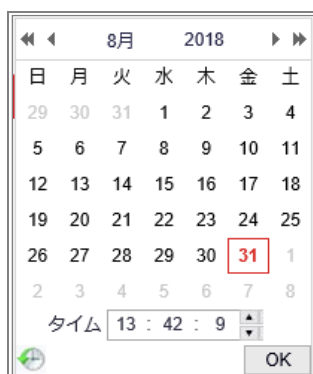 8月 2018
日 月 火 水 木 金 土
29 30 31 1 2 3 4
5 6 7 8 9 10 11
12 13 14 15 16 17 18
19 20 21 22 23 24 25
26 27 28 29 30 31 1
2 3 4 5 6 7 8
タイム 13 : 42 : 9
OK